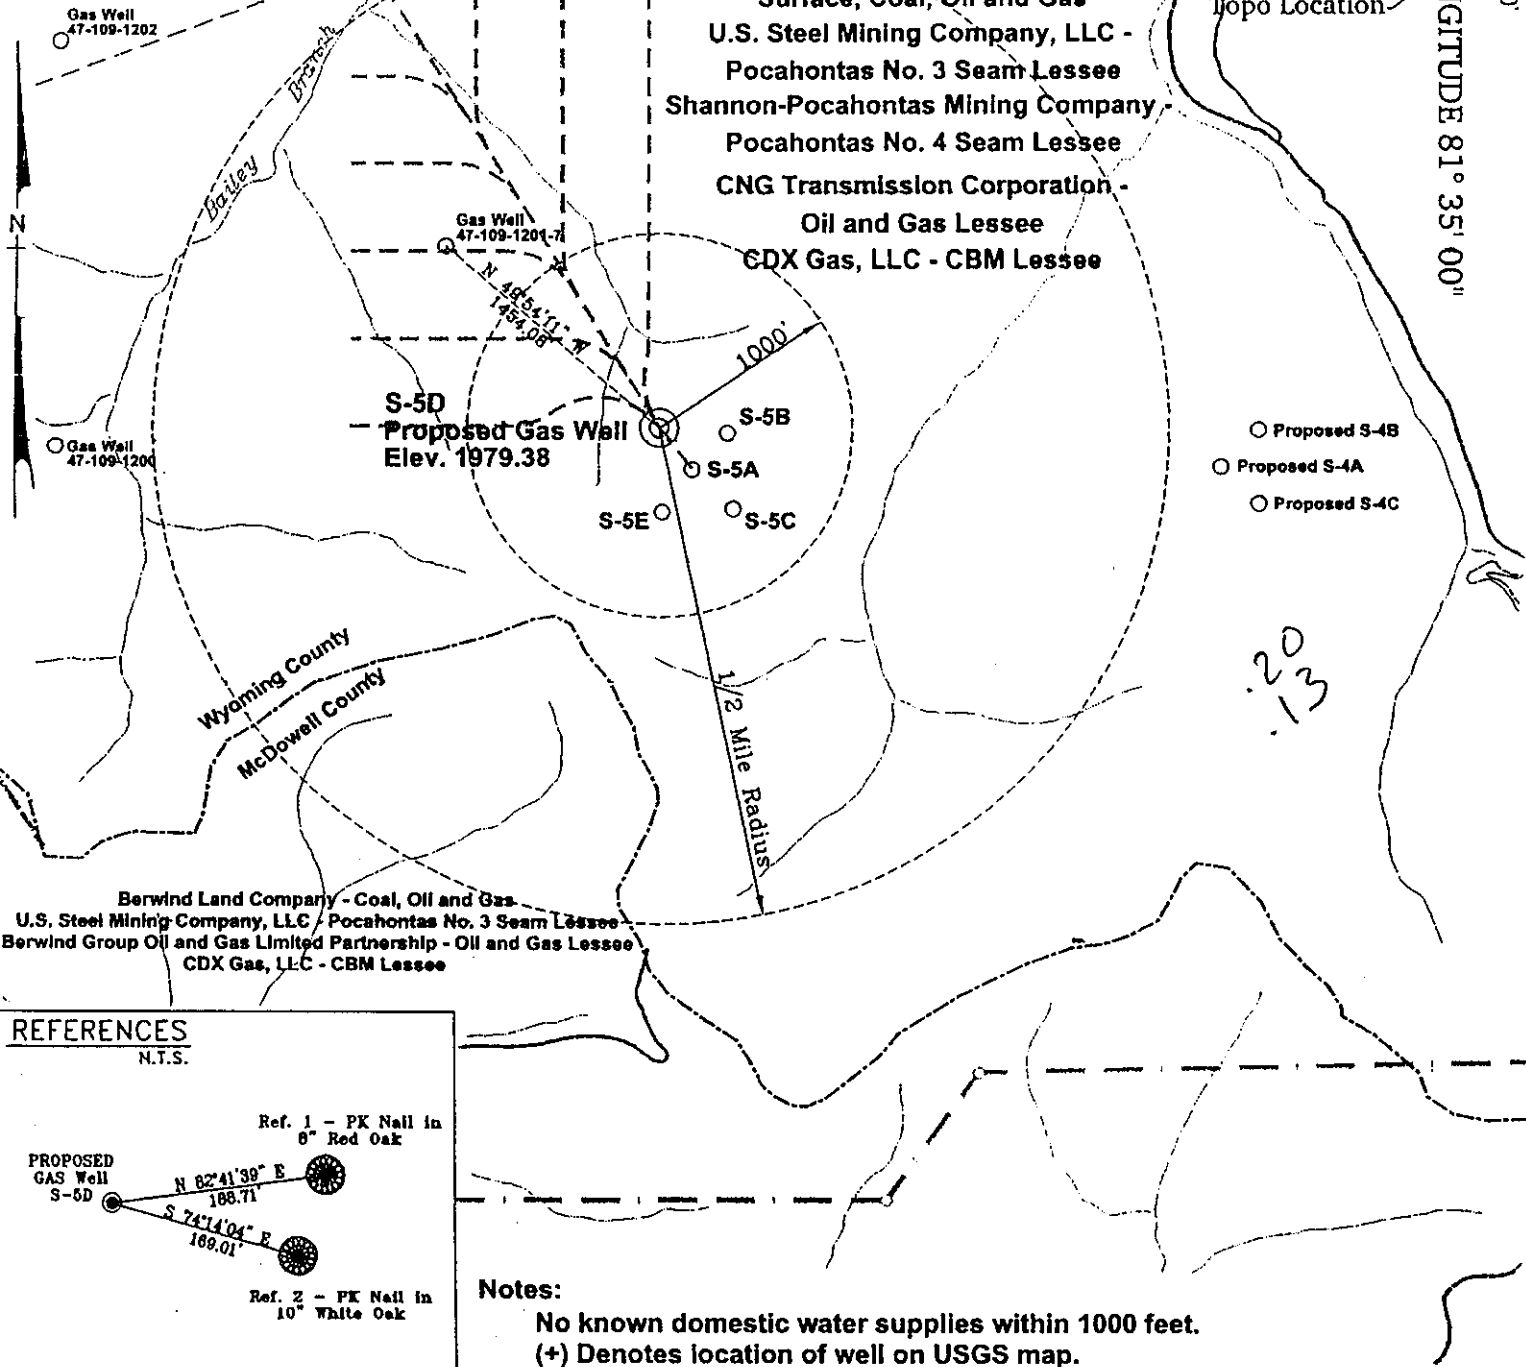 Gas Well
47-109-1202
Surface, Coal, Oil and Gas
U.S. Steel Mining Company, LLC -
Pocahontas No. 3 Seam Lessee
Shannon-Pocahontas Mining Company -
Pocahontas No. 4 Seam Lessee
CNG Transmission Corporation -
Oil and Gas Lessee
CDX Gas, LLC - CBM Lessee
Topo Location
GITUDE 81° 35' 00"
Bailey Branch
N
Gas Well
47-109-1201-7
N 49°54'11" W
1454.08
1000'
S-5D
Proposed Gas Well
Elev. 1979.38
S-5B
S-5A
S-5E
S-5C
Gas Well
47-109-1200
Proposed S-4B
Proposed S-4A
Proposed S-4C
.20
.13
Wyoming County
McDowell County
1/2 Mile Radius
Berwind Land Company - Coal, Oil and Gas
U.S. Steel Mining Company, LLC - Pocahontas No. 3 Seam Lessee
Berwind Group Oil and Gas Limited Partnership - Oil and Gas Lessee
CDX Gas, LLC - CBM Lessee
REFERENCES
N.T.S.
Ref. 1 - PK Nail in
8" Red Oak
PROPOSED
GAS Well
S-5D
N 82°41'39" E
188.71'
S 74°14'04" E
169.01'
Ref. 2 - PK Nail in
10" White Oak
Notes:
No known domestic water supplies within 1000 feet.
(+) Denotes location of well on USGS map.